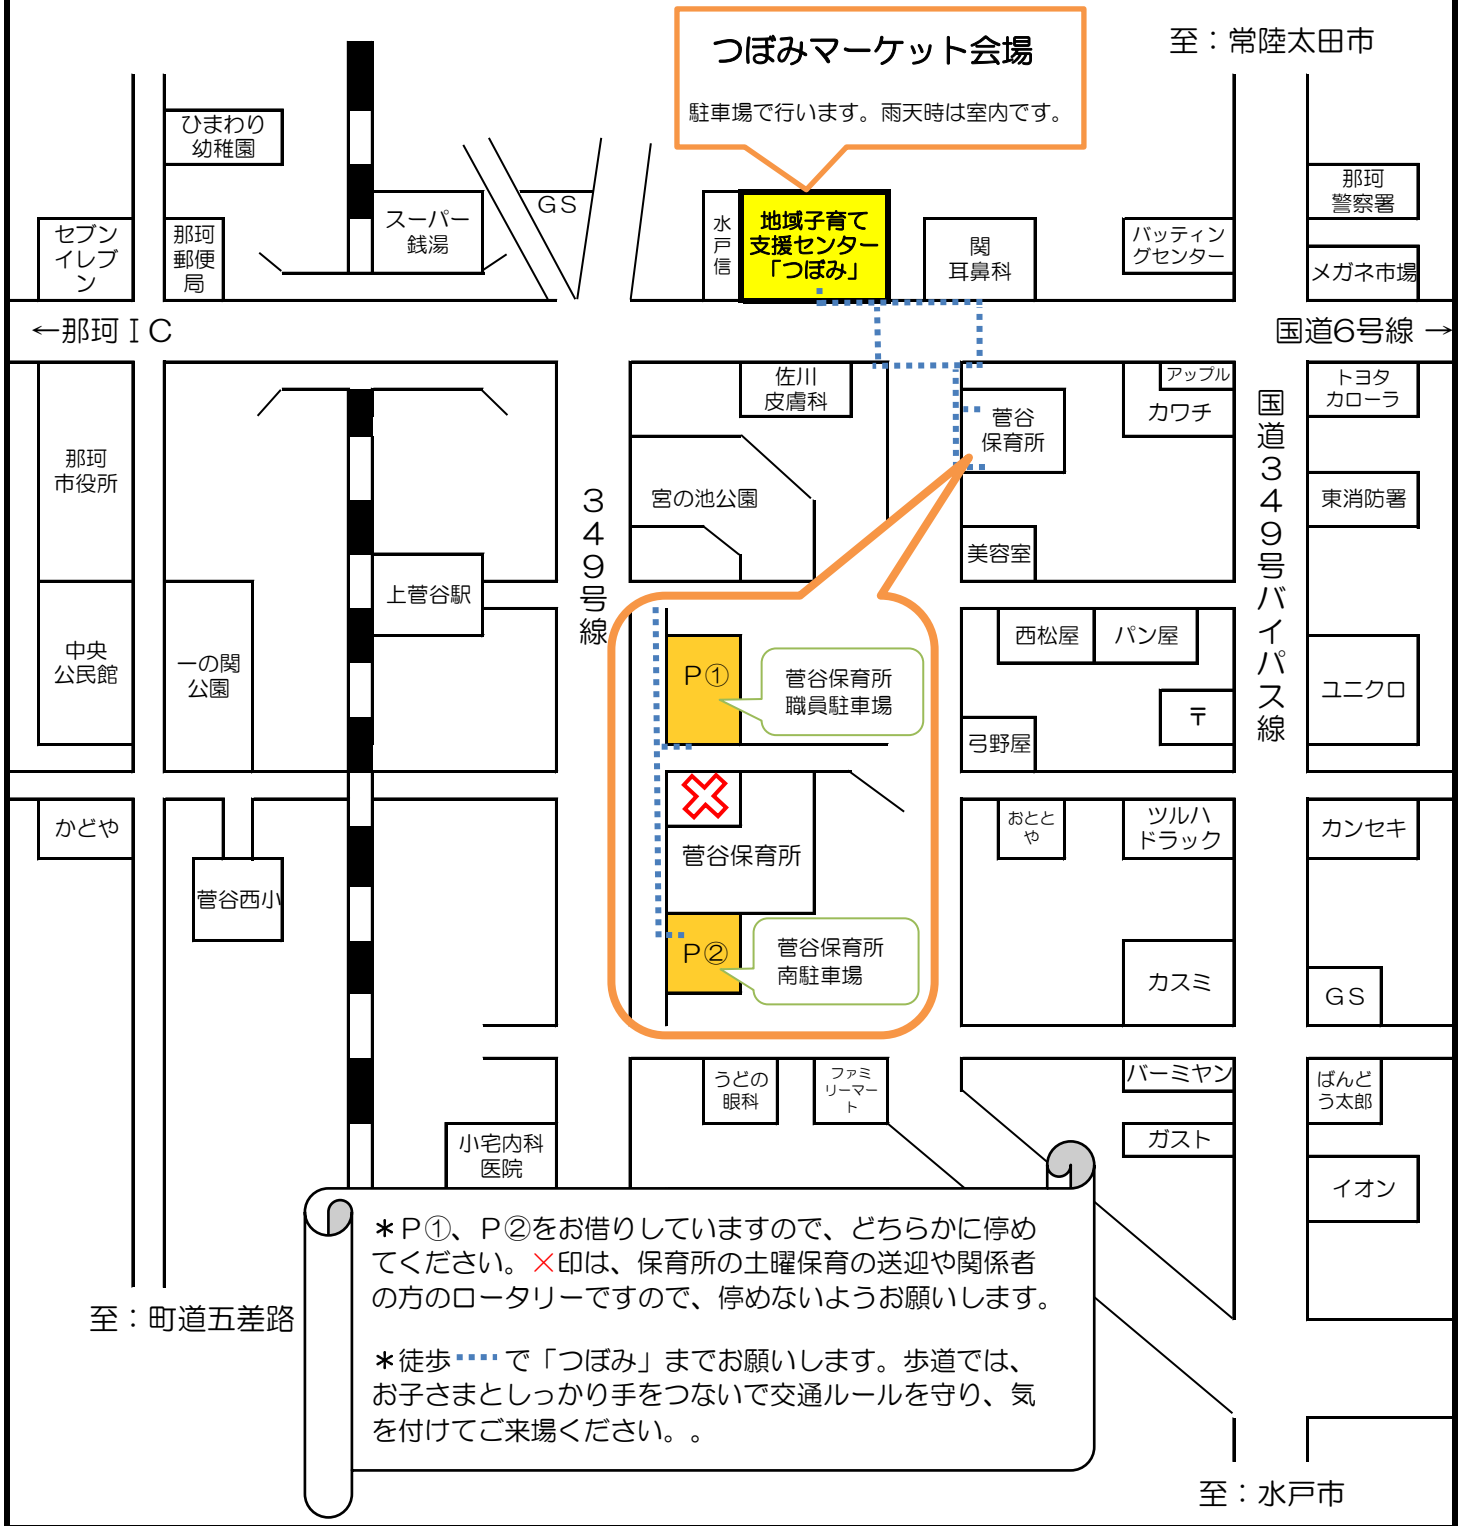 つぼみマーケット会場
駐車場で行います。雨天時は室内です。
至：常陸太田市
ひまわり
幼稚園
スーパー
銭湯
ＧＳ
水
戸
信
地域子育て
支援センター
「つぼみ」
関
耳鼻科
バッティン
グセンター
那珂
警察署
メガネ市場
セブン
イレブ
ン
那珂
郵便
局
←那珂ＩＣ
国道6号線→
佐川
皮膚科
菅谷
保育所
アップル
カワチ
トヨタ
カローラ
那珂
市役所
宮の池公園
３４９号線
国道３４９号バイパス線
東消防署
美容室
上菅谷駅
中央
公民館
一の関
公園
西松屋
パン屋
ユニクロ
Ｐ①
菅谷保育所
職員駐車場
〒
弓野屋
かどや
菅谷保育所
おとと
や
ツルハ
ドラック
カンセキ
菅谷西小
Ｐ②
菅谷保育所
南駐車場
カスミ
ＧＳ
うどの
眼科
ファミ
リーマー
ト
バーミヤン
ばんど
う太郎
小宅内科
医院
ガスト
イオン
＊Ｐ①、Ｐ②をお借りしていますので、どちらかに停め
てください。×印は、保育所の土曜保育の送迎や関係者
の方のロータリーですので、停めないようお願いします。
＊徒歩・・・・で「つぼみ」までお願いします。歩道では、
お子さまとしっかり手をつないで交通ルールを守り、気
を付けてご来場ください。。
至：町道五差路
至：水戸市